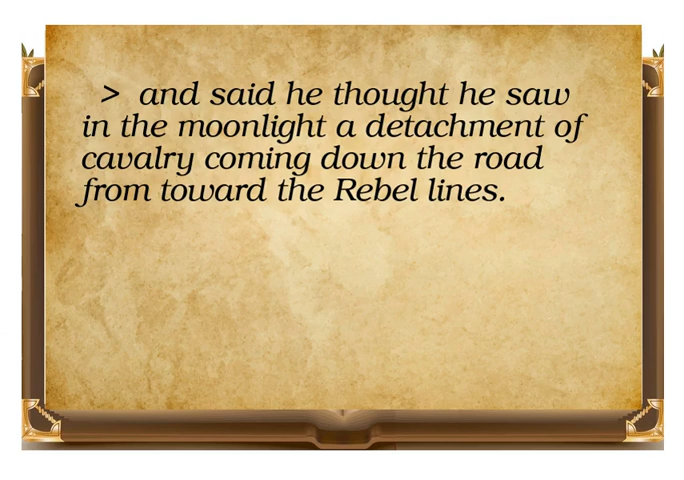 > and said he thought he saw
in the moonlight a detachment of
cavalry coming down the road
from toward the Rebel lines.